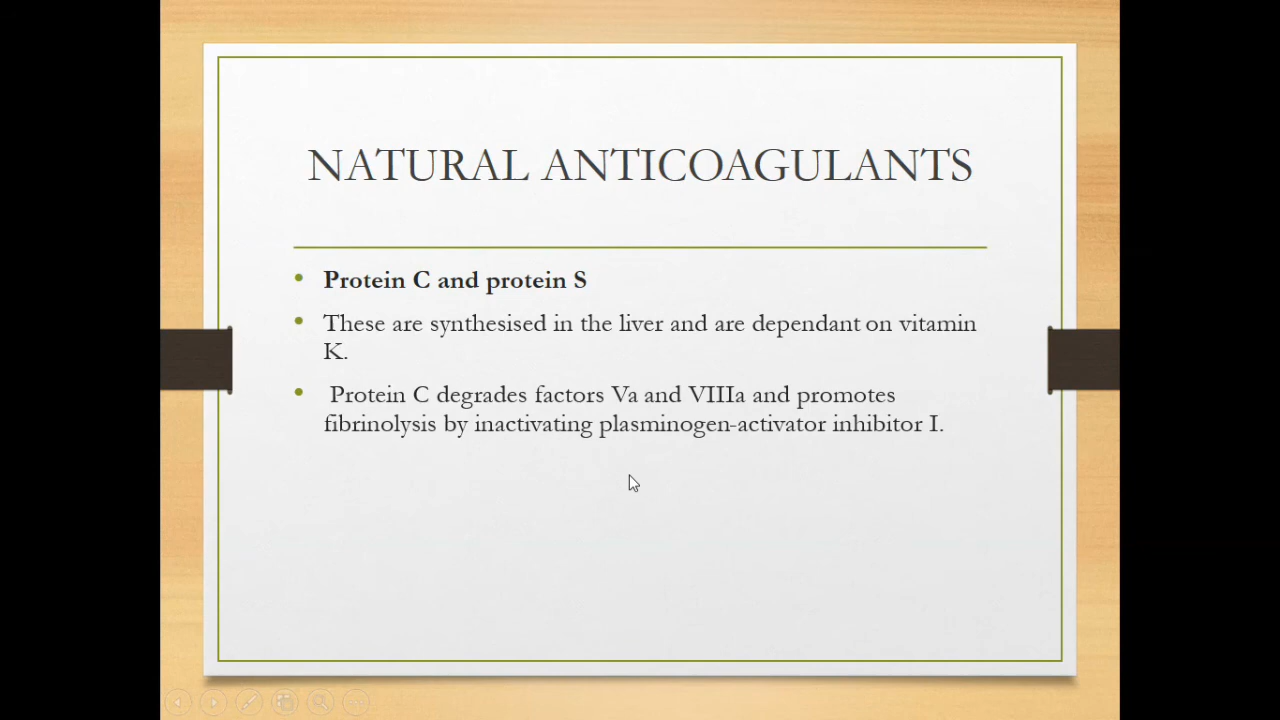 NATURAL ANTICOAGULANTS
• Protein C and protein S
• These are synthesised in the liver and are dependant on vitamin
K.
• Protein C degrades factors Va and VIIIa and promotes
fibrinolysis by inactivating plasminogen-activator inhibitor I.